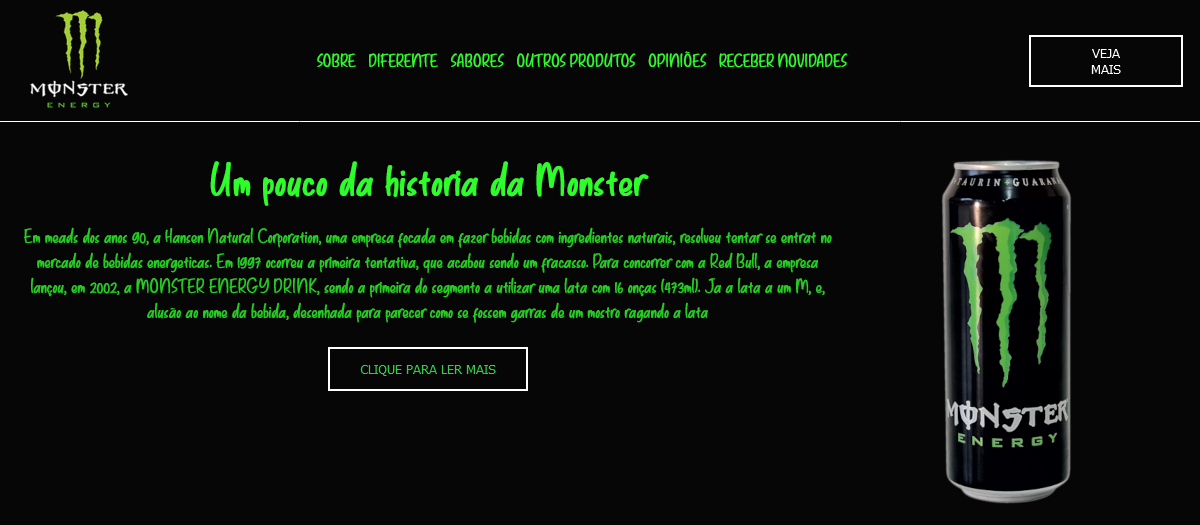 MONSTER
ENERGY
SOBRE DIFERENTE SABORES OUTROS PRODUTOS OPINIÕES RECEBER NOVIDADES
VEJA
MAIS
Um pouco da historia da Monster
Em meads dos anos 90, a Hansen Natural Corporation, uma empresa focada em fazer bebidas com ingredientes naturais, resolveu tentar se entrat no
mercado de bebidas energeticas. Em 1997 ocorreu a primeira tentativa, que acabou sendo um fracasso. Para concorrer com a Red Bull, a empresa
lançou, em 2002, a MONSTER ENERGY DRINK, sendo a primeira do segmento a utilizar uma lata com 16 onças (473ml). Ja a lata a um M, e,
alusão ao nome da bebida, desenhada para parecer como se fossem garras de um mostro ragando a lata
CLIQUE PARA LER MAIS
TAURIN+GUARANA
MONSTER
ENERGY